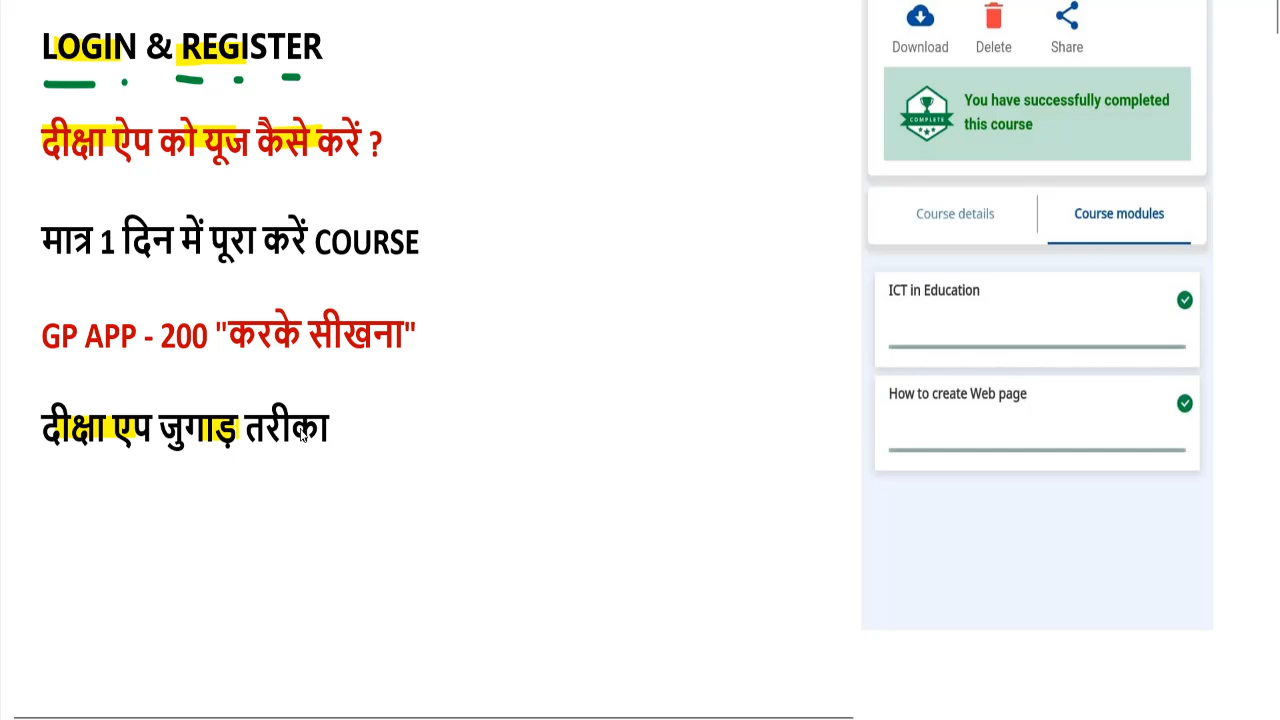 LOGIN & REGISTER
दीक्षा ऐप को यूज कैसे करें ?
मात्र 1 दिन में पूरा करें COURSE
GP APP - 200 "करके सीखना"
दीक्षा एप जुगाड़ तरीका
Download Delete Share
COMPLETE
You have successfully completed
this course
Course details Course modules
ICT in Education
How to create Web page